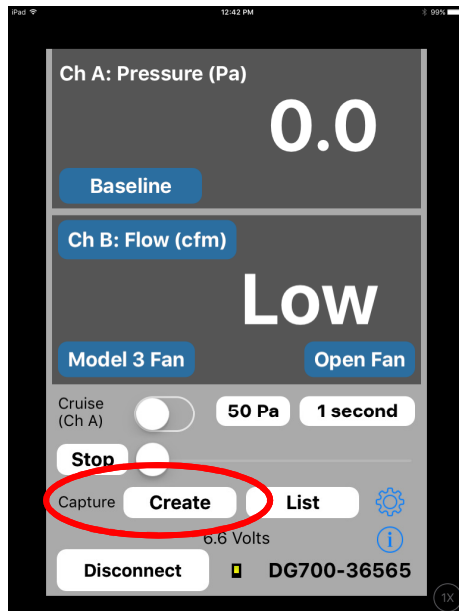 iPad 12:42 PM 99%
Ch A: Pressure (Pa)
0.0
Baseline
Ch B: Flow (cfm)
Low
Model 3 Fan Open Fan
Cruise
(Ch A) 50 Pa 1 second
Stop
Capture Create List
6.6 Volts
i
Disconnect DG700-36565
1X